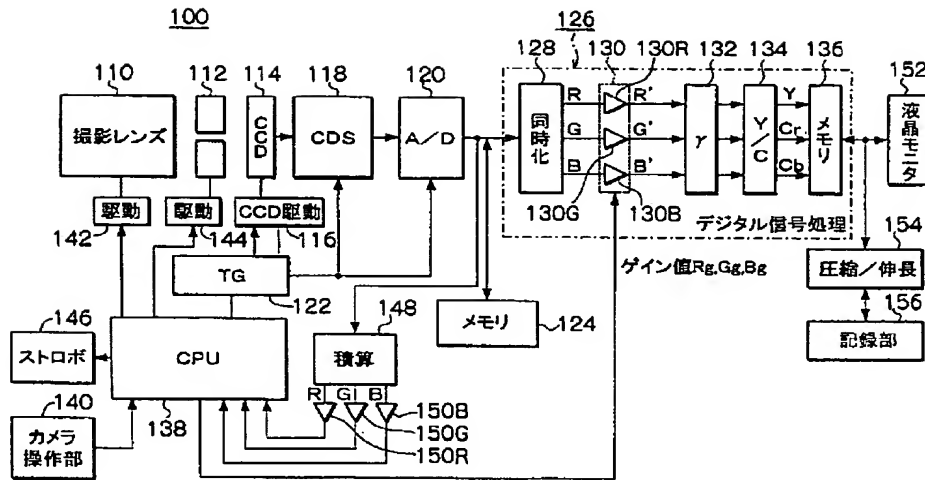 100
126
110
112
114
118
120
128
130
130R
132
134
136
152
撮影レンズ
CCD
CDS
A/D
同時化
R
R'
G
G'
B
B'
γ
Y/C
Y
Cr
Cb
メモリ
液晶モニタ
130G
130B
デジタル信号処理
駆動
駆動
CCD駆動
142
144
116
TG
122
ゲイン値Rg,Gg,Bg
154
圧縮/伸長
156
記録部
メモリ
124
146
ストロボ
CPU
138
148
積算
R
G
B
150B
150G
150R
140
カメラ
操作部